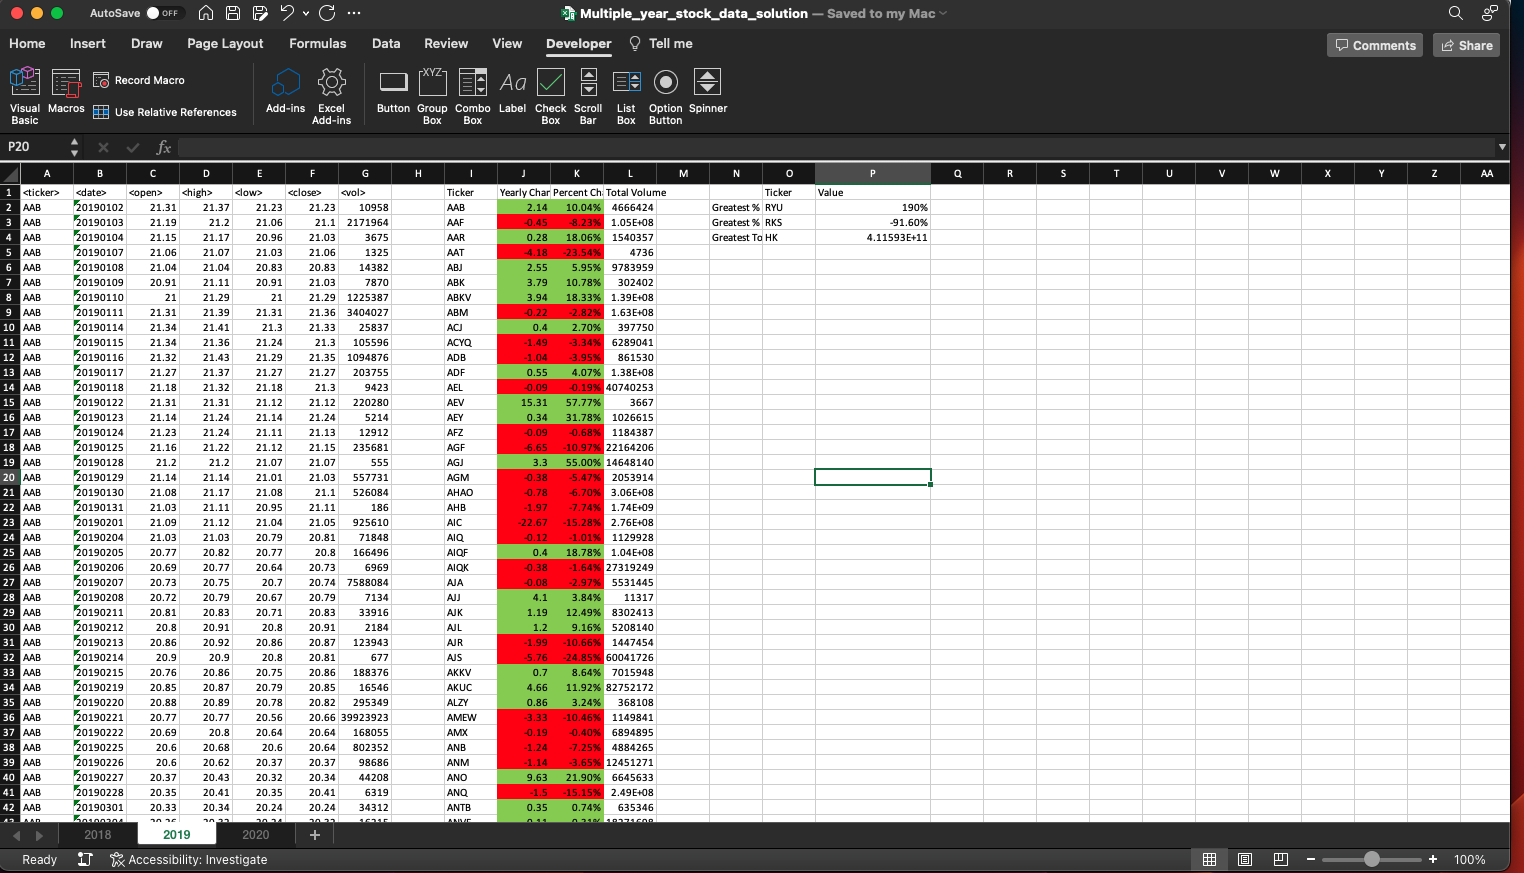 AutoSave OFF Multiple_year_stock_data_solution — Saved to my Mac
Home Insert Draw Page Layout Formulas Data Review View Developer Tell me Comments Share
Visual Basic Macros Record Macro Use Relative References Add-ins Excel Add-ins Button Group Box Combo Box Label Check Box Scroll Bar List Box Option Button Spinner
P20 fx
A B C D E F G H I J K L M N O P Q R S T U V W X Y Z AA
1 <ticker> <date> <open> <high> <low> <close> <vol> Ticker Yearly Char Percent Ch Total Volume Ticker Value
2 AAB 20190102 21.31 21.37 21.23 21.23 10958 AAB 2.14 10.04% 4666424 Greatest % RYU 190%
3 AAB 20190103 21.19 21.2 21.06 21.1 2171964 AAF -0.45 -8.23% 1.05E+08 Greatest % RKS -91.60%
4 AAB 20190104 21.15 21.17 20.96 21.03 3675 AAR 0.28 18.06% 1540357 Greatest To HK 4.11593E+11
5 AAB 20190107 21.06 21.07 21.03 21.06 1325 AAT -4.18 -23.54% 4736
6 AAB 20190108 21.04 21.04 20.83 20.83 14382 ABJ 2.55 5.95% 9783959
7 AAB 20190109 20.91 21.11 20.91 21.03 7870 ABK 3.79 10.78% 302402
8 AAB 20190110 21 21.29 21 21.29 1225387 ABKV 3.94 18.33% 1.39E+08
9 AAB 20190111 21.31 21.39 21.31 21.36 3404027 ABM -0.22 -2.82% 1.63E+08
10 AAB 20190114 21.34 21.41 21.3 21.33 25837 ACJ 0.4 2.70% 397750
11 AAB 20190115 21.34 21.36 21.24 21.3 105596 ACYQ -1.49 -3.34% 6289041
12 AAB 20190116 21.32 21.43 21.29 21.35 1094876 ADB -1.04 -3.95% 861530
13 AAB 20190117 21.27 21.37 21.27 21.27 203755 ADF 0.55 4.07% 1.38E+08
14 AAB 20190118 21.18 21.32 21.18 21.3 9423 AEL -0.09 -0.19% 40740253
15 AAB 20190122 21.31 21.31 21.12 21.12 220280 AEV 15.31 57.77% 3667
16 AAB 20190123 21.14 21.24 21.14 21.24 5214 AEY 0.34 31.78% 1026615
17 AAB 20190124 21.23 21.24 21.11 21.13 12912 AFZ -0.09 -0.68% 1184387
18 AAB 20190125 21.16 21.22 21.12 21.15 235681 AGF -6.65 -10.97% 22164206
19 AAB 20190128 21.2 21.2 21.07 21.07 555 AGJ 3.3 55.00% 14648140
20 AAB 20190129 21.14 21.14 21.01 21.03 557731 AGM -0.38 -5.47% 2053914
21 AAB 20190130 21.08 21.17 21.08 21.1 526084 AHAO -0.78 -6.70% 3.06E+08
22 AAB 20190131 21.03 21.11 20.95 21.11 186 AHB -1.97 -7.74% 1.74E+09
23 AAB 20190201 21.09 21.12 21.04 21.05 925610 AIC -22.67 -15.28% 2.76E+08
24 AAB 20190204 21.03 21.03 20.79 20.81 71848 AIQ -0.12 -1.01% 1129928
25 AAB 20190205 20.77 20.82 20.77 20.8 166496 AIQF 0.4 18.78% 1.04E+08
26 AAB 20190206 20.69 20.77 20.64 20.73 6969 AIQK -0.38 -1.64% 27319249
27 AAB 20190207 20.73 20.75 20.7 20.74 7588084 AJA -0.08 -2.97% 5531445
28 AAB 20190208 20.72 20.79 20.67 20.79 7134 AJJ 4.1 3.84% 11317
29 AAB 20190211 20.81 20.83 20.71 20.83 33916 AJK 1.19 12.49% 8302413
30 AAB 20190212 20.8 20.91 20.8 20.91 2184 AJL 1.2 9.16% 5208140
31 AAB 20190213 20.86 20.92 20.86 20.87 123943 AJR -1.99 -10.66% 1447454
32 AAB 20190214 20.9 20.9 20.8 20.81 677 AJS -5.76 -24.85% 60041726
33 AAB 20190215 20.76 20.86 20.75 20.86 188376 AKKV 0.7 8.64% 7015948
34 AAB 20190219 20.85 20.87 20.79 20.85 16546 AKUC 4.66 11.92% 82752172
35 AAB 20190220 20.88 20.89 20.78 20.82 295349 ALZY 0.86 3.24% 368108
36 AAB 20190221 20.77 20.77 20.56 20.66 39923923 AMEW -3.33 -10.46% 1149841
37 AAB 20190222 20.69 20.8 20.64 20.64 168055 AMX -0.19 -0.40% 6894895
38 AAB 20190225 20.6 20.68 20.6 20.64 802352 ANB -1.24 -7.25% 4884265
39 AAB 20190226 20.6 20.62 20.37 20.37 98686 ANM -1.14 -3.65% 12451271
40 AAB 20190227 20.37 20.43 20.32 20.34 44208 ANO 9.63 21.90% 6645633
41 AAB 20190228 20.35 20.41 20.35 20.41 6319 ANQ -1.5 -15.15% 2.49E+08
42 AAB 20190301 20.33 20.34 20.24 20.24 34312 ANTB 0.35 0.74% 635346
2018 2019 2020 +
Ready Accessibility: Investigate 100%